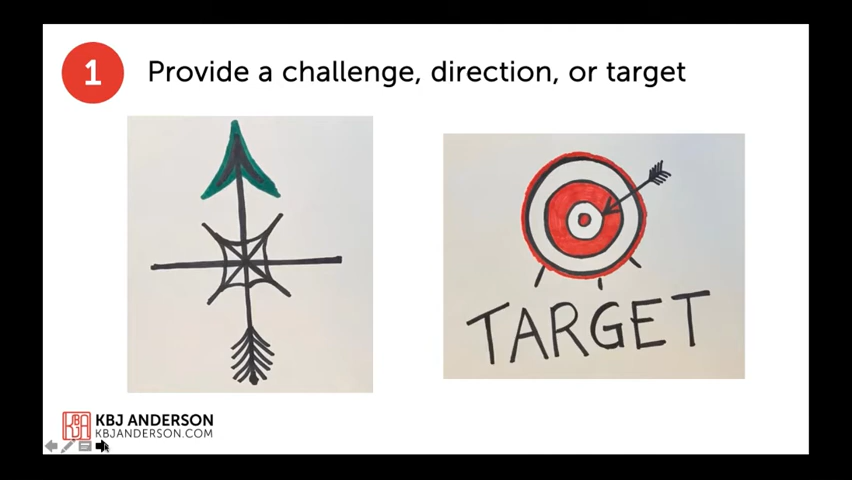 1
Provide a challenge, direction, or target
TARGET
KBJ ANDERSON
KBJANDERSON.COM